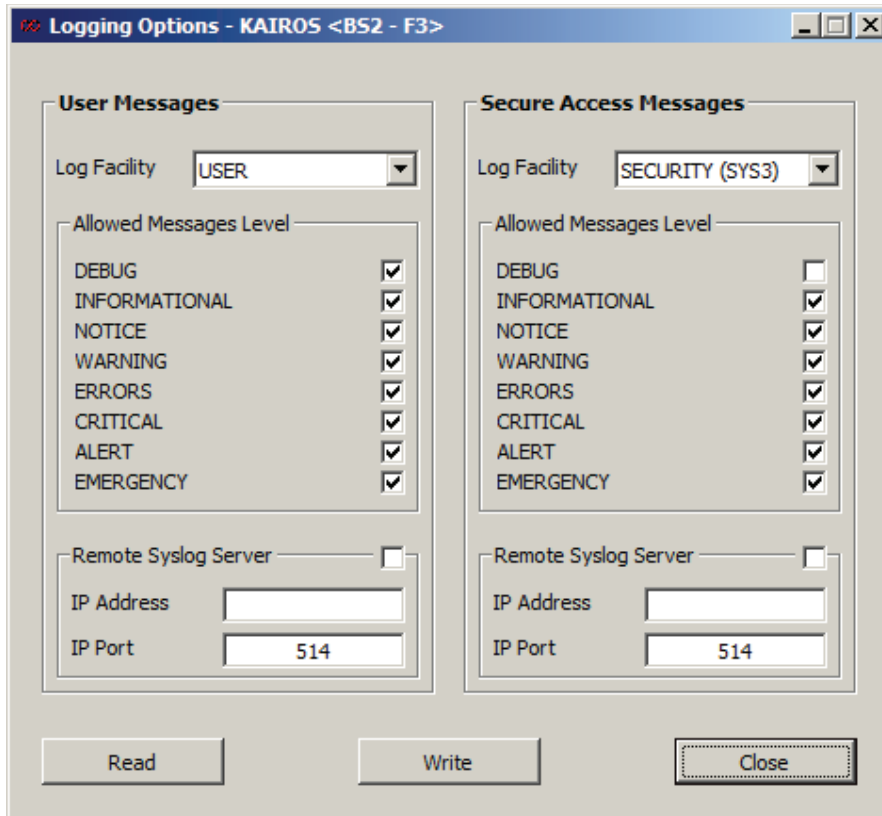 Logging Options - KAIROS <BS2 - F3>
User Messages
Log Facility USER
Allowed Messages Level
DEBUG
INFORMATIONAL
NOTICE
WARNING
ERRORS
CRITICAL
ALERT
EMERGENCY
Remote Syslog Server
IP Address
IP Port 514
Secure Access Messages
Log Facility SECURITY (SYS3)
Allowed Messages Level
DEBUG
INFORMATIONAL
NOTICE
WARNING
ERRORS
CRITICAL
ALERT
EMERGENCY
Remote Syslog Server
IP Address
IP Port 514
Read Write Close